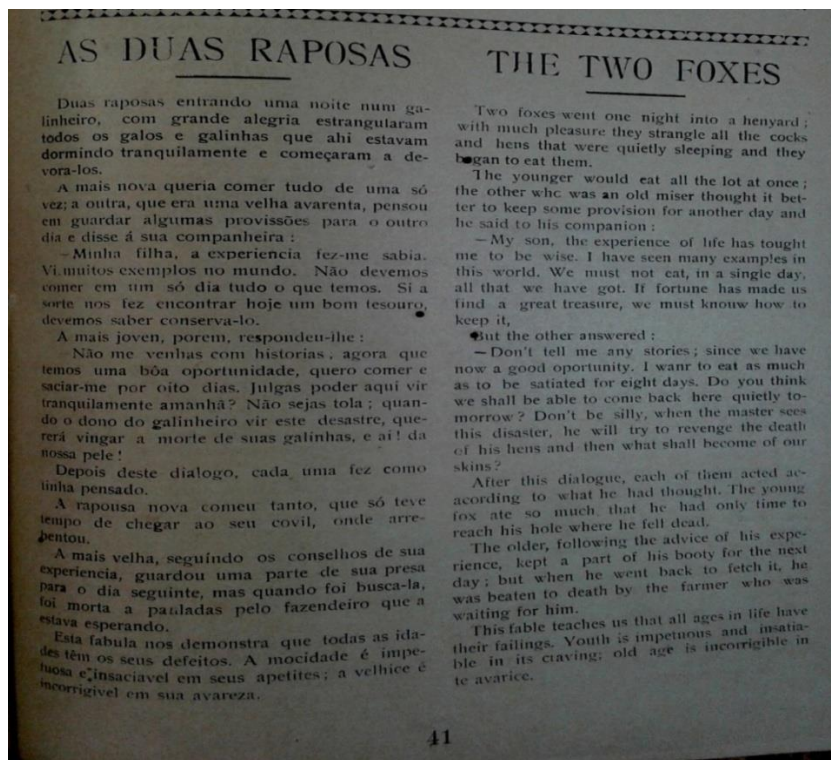 AS DUAS RAPOSAS
Duas raposas entrando uma noite num ga-
linheiro, com grande alegria estrangularam
todos os galos e galinhas que ahi estavam
dormindo tranquilamente e começaram a de-
vora-los.
A mais nova queria comer tudo de uma só
vez; a outra, que era uma velha avarenta, pensou
em guardar algumas provissões para o outro
dia e disse á sua companheira :
—Minha filha, a experiencia fez-me sabia.
Vi muitos exemplos no mundo. Não devemos
comer em um só dia tudo o que temos. Si a
sorte nos fez encontrar hoje um bom tesouro,
devemos saber conserva-lo.
A mais joven, porem, respondeu-lhe :
— Não me venhas com historias, agora que
temos uma bôa oportunidade, quero comer e
saciar-me por oito dias. Julgas poder aqui vir
tranquilamente amanhã? Não sejas tola ; quan-
do o dono do galinheiro vir este desastre, que-
rerá vingar a morte de suas galinhas, e ai! da
nossa pele !
Depois deste dialogo, cada uma fez como
tinha pensado.
A rapousa nova comeu tanto, que só teve
tempo de chegar ao seu covil, onde arre-
bentou.
A mais velha, seguindo os conselhos de sua
experiencia, guardou uma parte de sua presa
para o dia seguinte, mas quando foi busca-la,
foi morta a pauladas pelo fazendeiro que a
estava esperando.
Esta fabula nos demonstra que todas as ida-
des têm os seus defeitos. A mocidade é impe-
tuosa e insaciavel em seus apetites ; a velhice é
incorrigivel em sua avareza.
THE TWO FOXES
Two foxes went one night into a henyard ;
with much pleasure they strangle all the cocks
and hens that were quietly sleeping and they
began to eat them.
The younger would eat all the lot at once ;
the other who was an old miser thought it bet-
ter to keep some provision for another day and
he said to his companion :
—My son, the experience of life has tought
me to be wise. I have seen many examples in
this world. We must not eat, in a single day,
all that we have got. If fortune has made us
find a great treasure, we must knouw how to
keep it,
But the other answered :
—Don't tell me any stories ; since we have
now a good oportunity. I wanr to eat as much
as to be satiated for eight days. Do you think
we shall be able to come back here quietly to-
morrow ? Don't be silly, when the master sees
this disaster, he will try to revenge the death
of his hens and then what shall become of our
skins ?
After this dialogue, each of them acted ac-
acording to what he had thought. The young
fox ate so much, that he had only time to
reach his hole where he fell dead.
The older, following the advice of his expe-
rience, kept a part of his booty for the next
day ; but when he went back to fetch it, he
was beaten to death by the farmer who was
waiting for him.
This fable teaches us that all ages in life have
their failings. Youth is impetuous and insatia-
ble in its craving; old age is incorrigible in
te avarice.
41